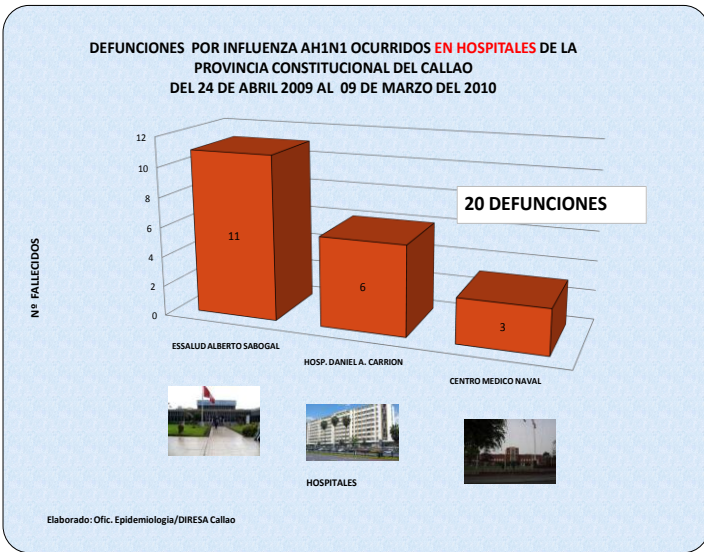 DEFUNCIONES POR INFLUENZA AH1N1 OCURRIDOS EN HOSPITALES DE LA
PROVINCIA CONSTITUCIONAL DEL CALLAO
DEL 24 DE ABRIL 2009 AL 09 DE MARZO DEL 2010
12
10
8
6
4
2
0
Nº FALLECIDOS
11
6
3
20 DEFUNCIONES
ESSALUD ALBERTO SABOGAL
HOSP. DANIEL A. CARRION
CENTRO MEDICO NAVAL
HOSPITALES
Elaborado: Ofic. Epidemiologia/DIRESA Callao